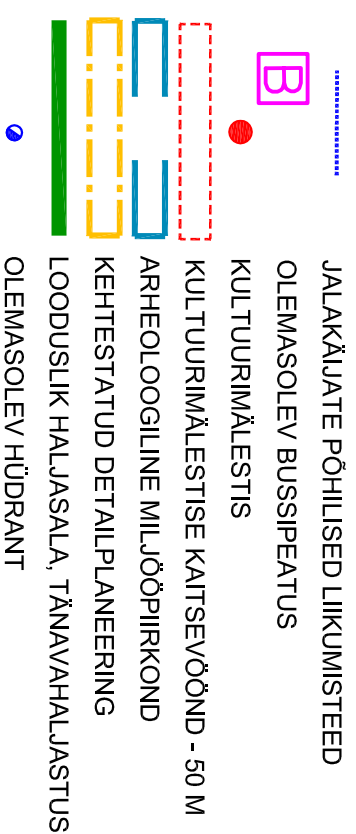 JALAKÄIJATE PÕHILISED LIIKUMISTEED
B
OLEMASOLEV BUSSIPEATUS
KULTUURIMÄLESTIS
KULTUURIMÄLESTISE KAITSEVÖÖND - 50 M
ARHEOLOOGILINE MILJÖÖPIIRKOND
KEHTESTATUD DETAILPLANEERING
LOODUSLIK HALJASALA, TÄNAVAHALJASTUS
OLEMASOLEV HÜDRANT